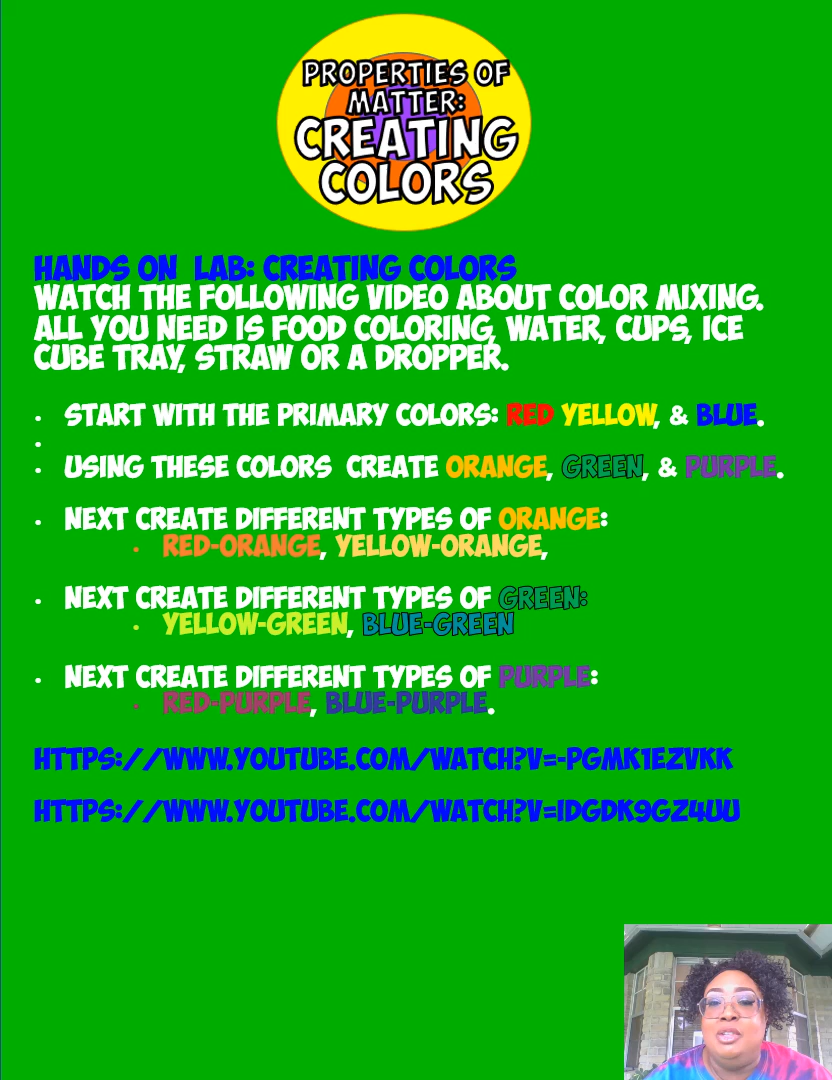 PROPERTIES OF
MATTER:
CREATING
COLORS
HANDS ON LAB: CREATING COLORS
WATCH THE FOLLOWING VIDEO ABOUT COLOR MIXING.
ALL YOU NEED IS FOOD COLORING, WATER, CUPS, ICE
CUBE TRAY, STRAW OR A DROPPER.
• START WITH THE PRIMARY COLORS: RED YELLOW, & BLUE.
•
• USING THESE COLORS CREATE ORANGE, GREEN, & PURPLE.
• NEXT CREATE DIFFERENT TYPES OF ORANGE:
• RED-ORANGE, YELLOW-ORANGE,
• NEXT CREATE DIFFERENT TYPES OF GREEN:
• YELLOW-GREEN, BLUE-GREEN
• NEXT CREATE DIFFERENT TYPES OF PURPLE:
• RED-PURPLE, BLUE-PURPLE.
HTTPS://WWW.YOUTUBE.COM/WATCH?V=-PGMK1EZVKK
HTTPS://WWW.YOUTUBE.COM/WATCH?V=IDGDK9GZ4UU